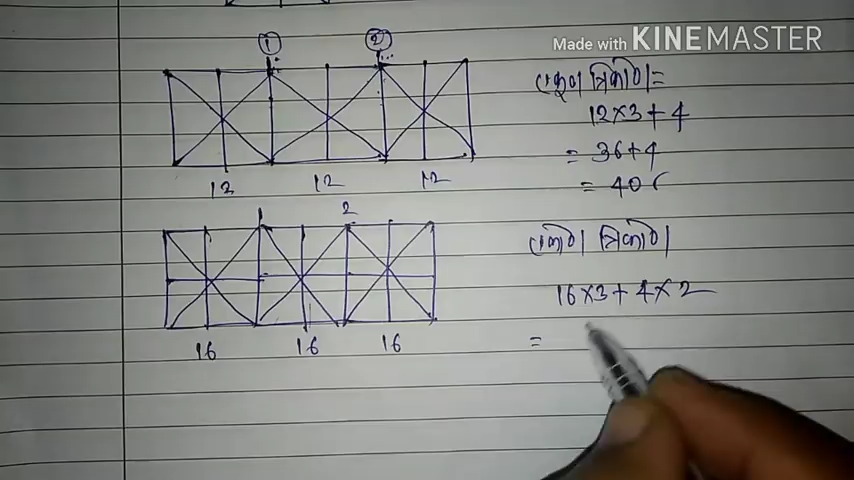 Made with KINEMASTER
1 2
12×3+4
= 36+4
= 40
12 12 12
1 2
16×3+4×2
=
16 16 16